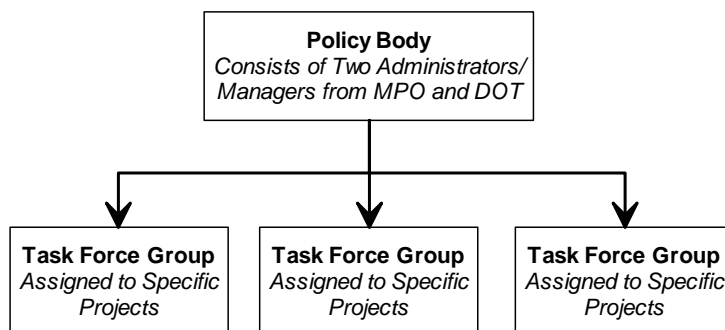 Policy Body
Consists of Two Administrators/
Managers from MPO and DOT
Task Force Group
Assigned to Specific
Projects
Task Force Group
Assigned to Specific
Projects
Task Force Group
Assigned to Specific
Projects